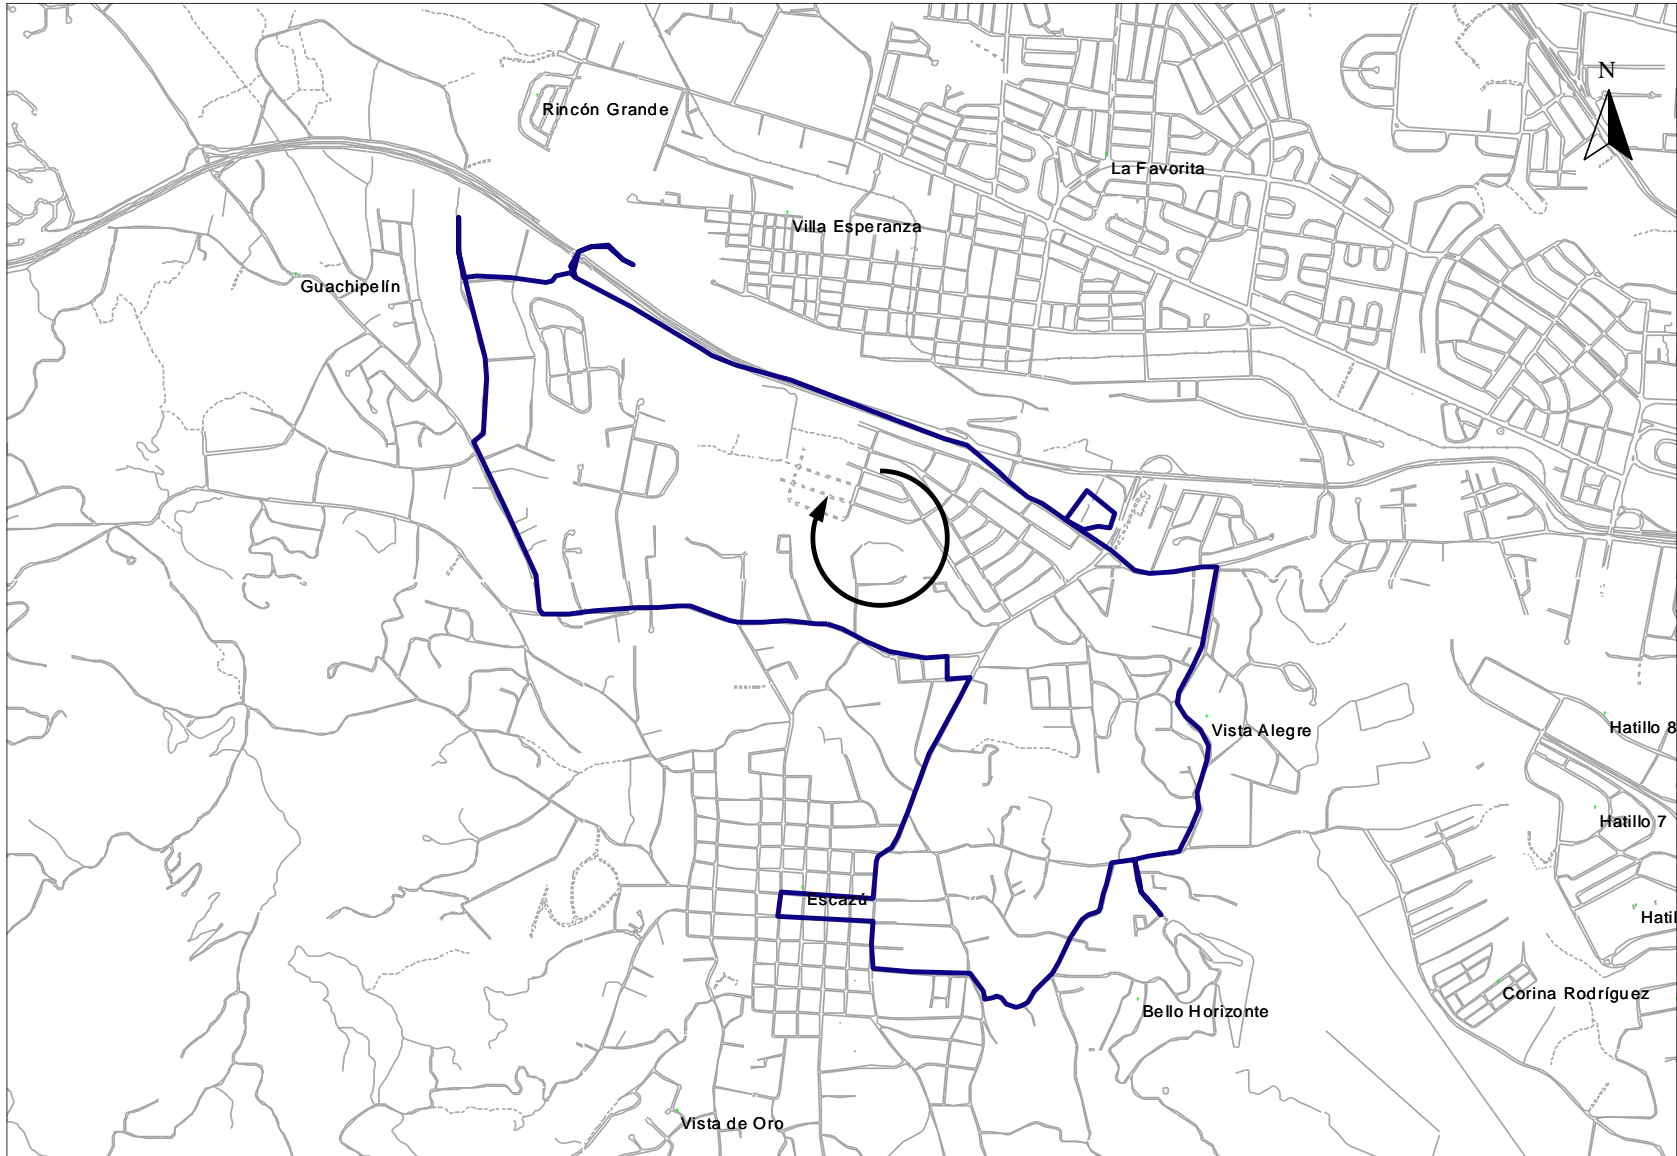 N
Rincón Grande
La Favorita
Villa Esperanza
Guachipelín
Vista Alegre
Hatillo 8
Hatillo 7
Escazú
Hatil
Corina Rodríguez
Bello Horizonte
Vista de Oro